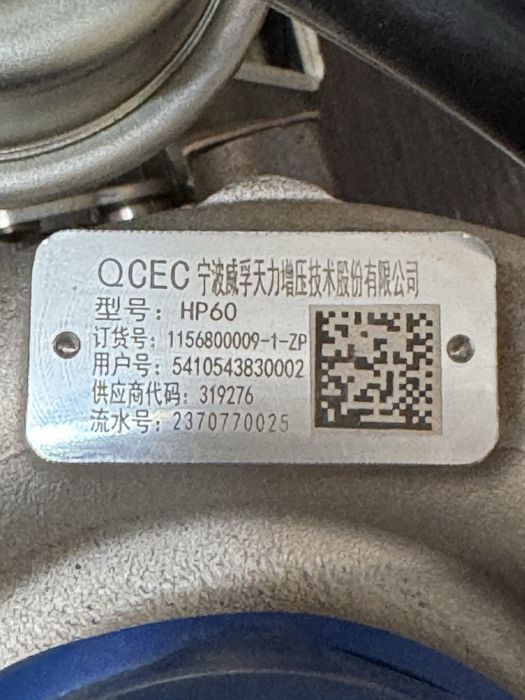 QCEC 宁波威孚天力增压技术股份有限公司
型号: HP60
订货号: 1156800009-1-ZP
用户号: 5410543830002
供应商代码: 319276
流水号: 2370770025